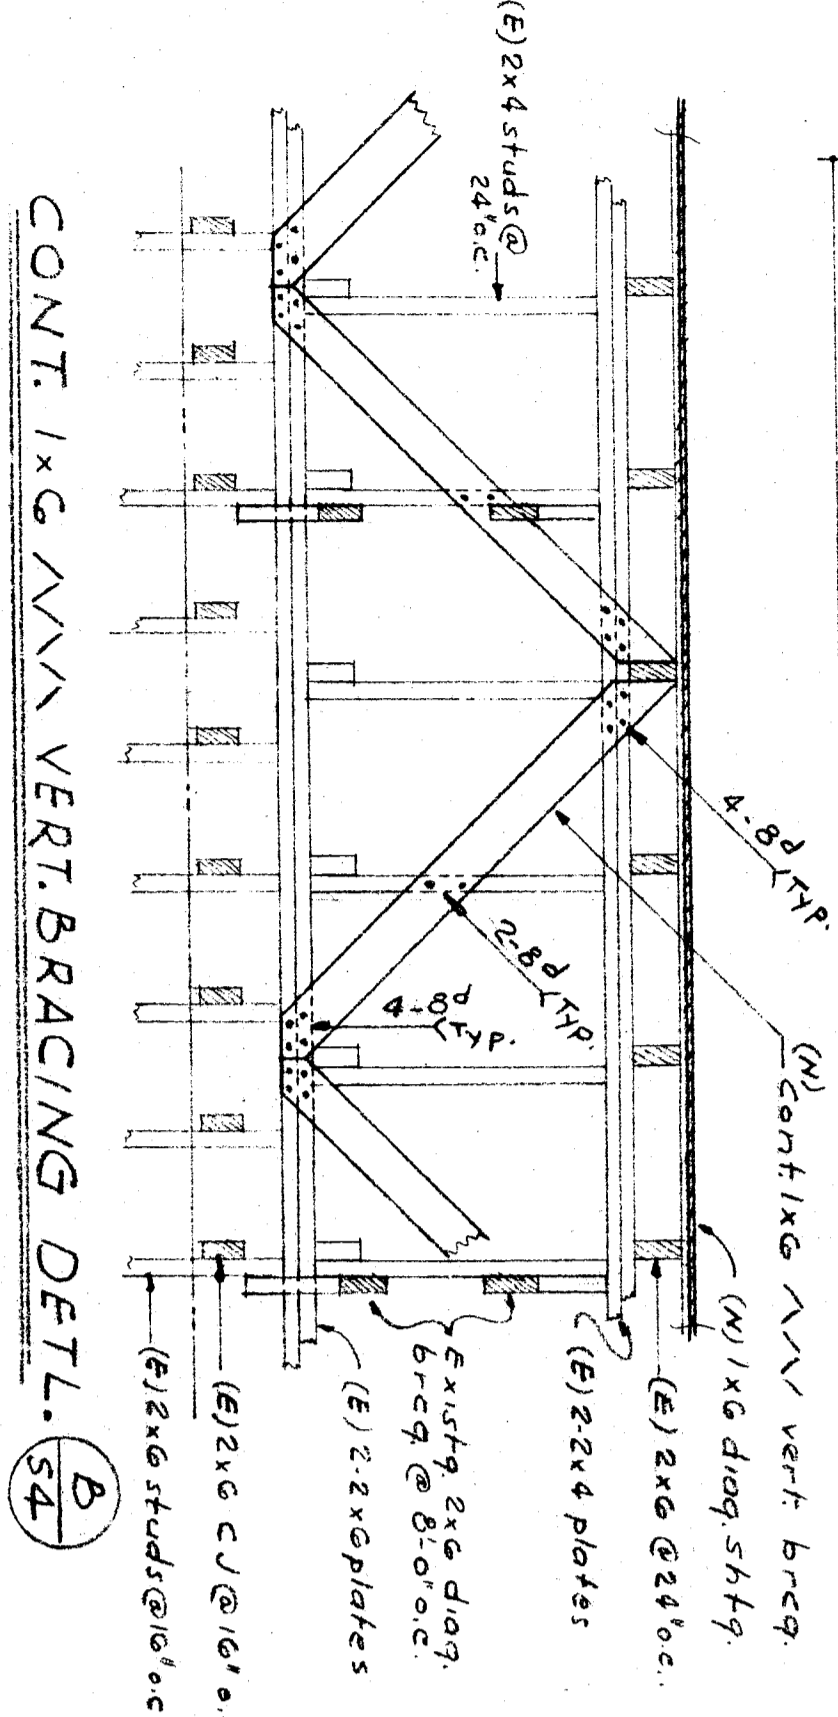 (E) 2x4 studs @
24"o.c.
4-8d
(TYP.
2-8d
(TYP.
4-8d
(TYP.
(N)
Cont. 1x6 /\/\/ vert. brcg.
(N) 1x6 diag. shtg.
(E) 2x6 @ 24"o.c.
(E) 2-2x4 plates
Existg. 2x6 diag.
brcg. @ 8'-0"o.c.
(E) 2-2x6 plates
(E) 2x6 CJ @ 16" o.
(E) 2x6 studs @ 16" o.c
CONT. 1x6 /\/\/\ VERT. BRACING DETL.
B
S4